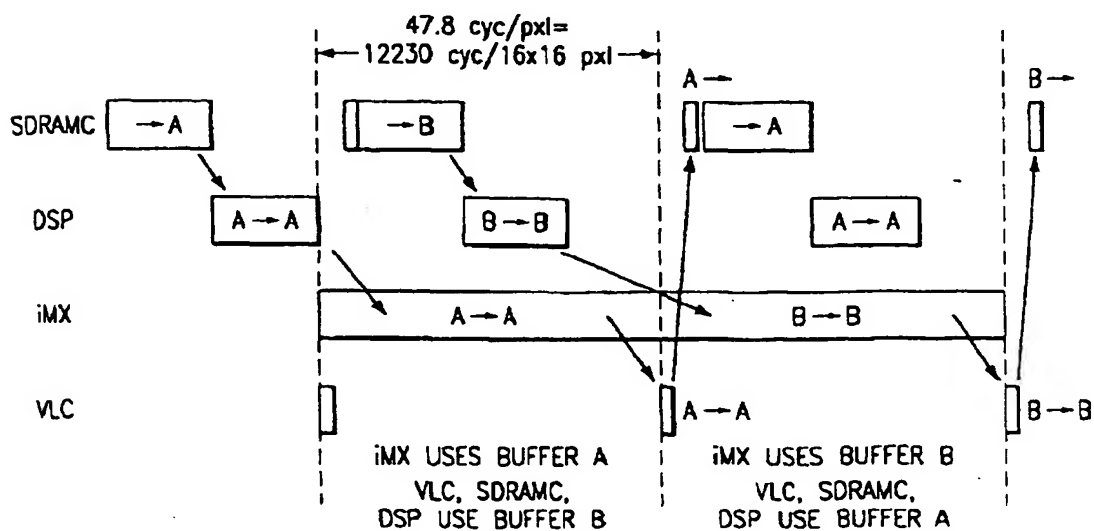 47.8 cyc/pxl=
12230 cyc/16x16 pxl
A →
B →
SDRAMC
→ A
→ B
→ A
DSP
A → A
B → B
A → A
iMX
A → A
B → B
VLC
A → A
B → B
iMX USES BUFFER A
VLC, SDRAMC,
DSP USE BUFFER B
iMX USES BUFFER B
VLC, SDRAMC,
DSP USE BUFFER A